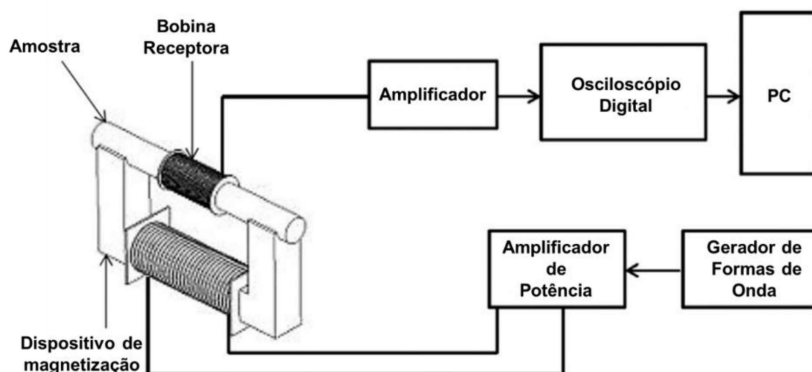 Amostra
Bobina
Receptora
Amplificador
Osciloscópio
Digital
PC
Amplificador
de
Potência
Gerador de
Formas de
Onda
Dispositivo de
magnetização